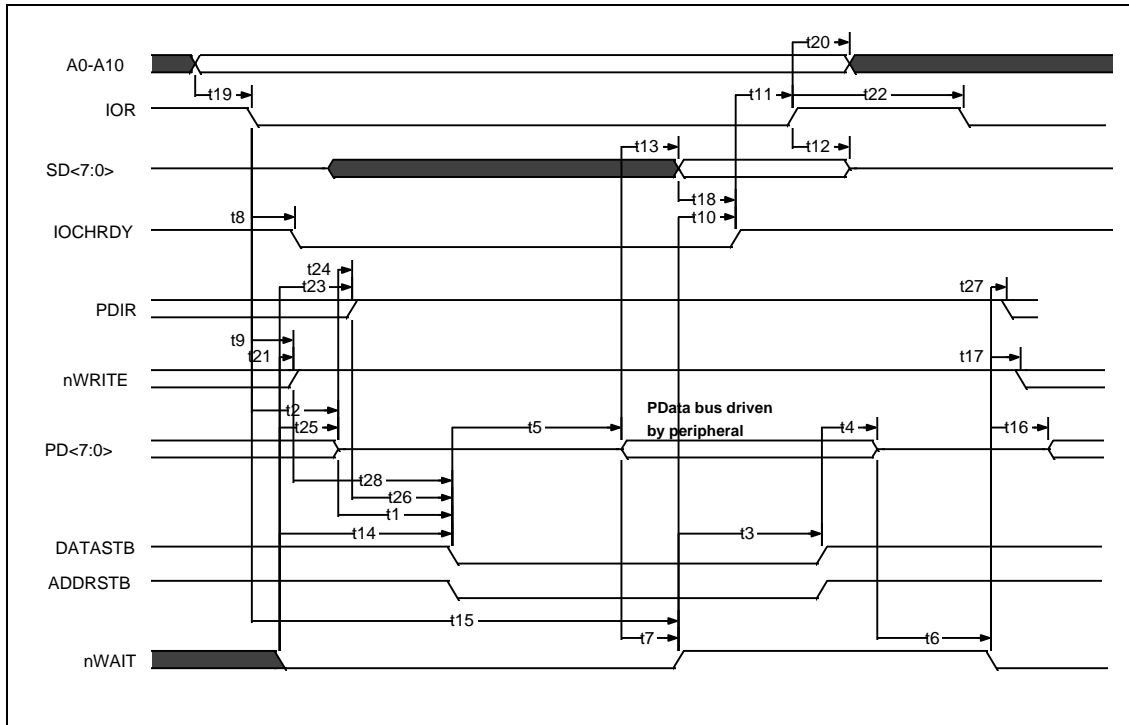 t20
A0-A10
t19
t11
t22
IOR
t13
t12
SD<7:0>
t18
t8
t10
IOCHRDY
t24
t23
t27
PDIR
t9
t21
t17
nWRITE
t2
PData bus driven
t25
t5
by peripheral
t4
t16
PD<7:0>
t28
t26
t1
t14
t3
DATASTB
ADDRSTB
t15
t7
t6
nWAIT